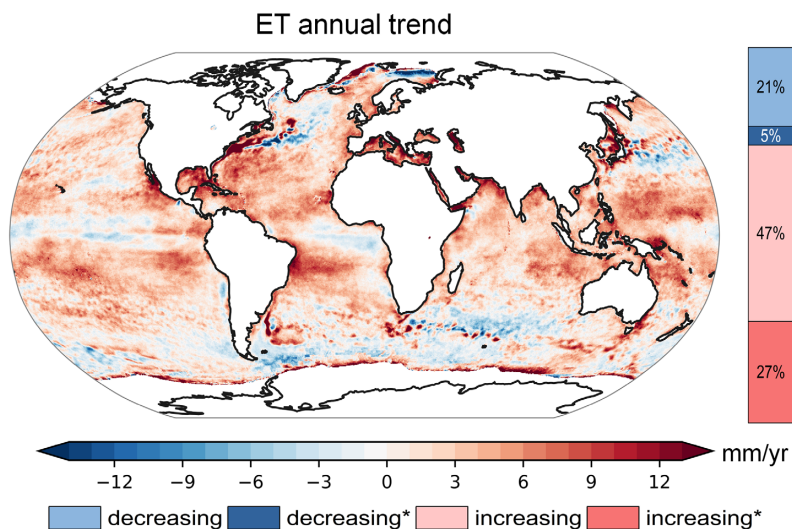 ET annual trend
21%
5%
47%
27%
−12 −9 −6 −3 0 3 6 9 12 mm/yr
decreasing decreasing* increasing increasing*